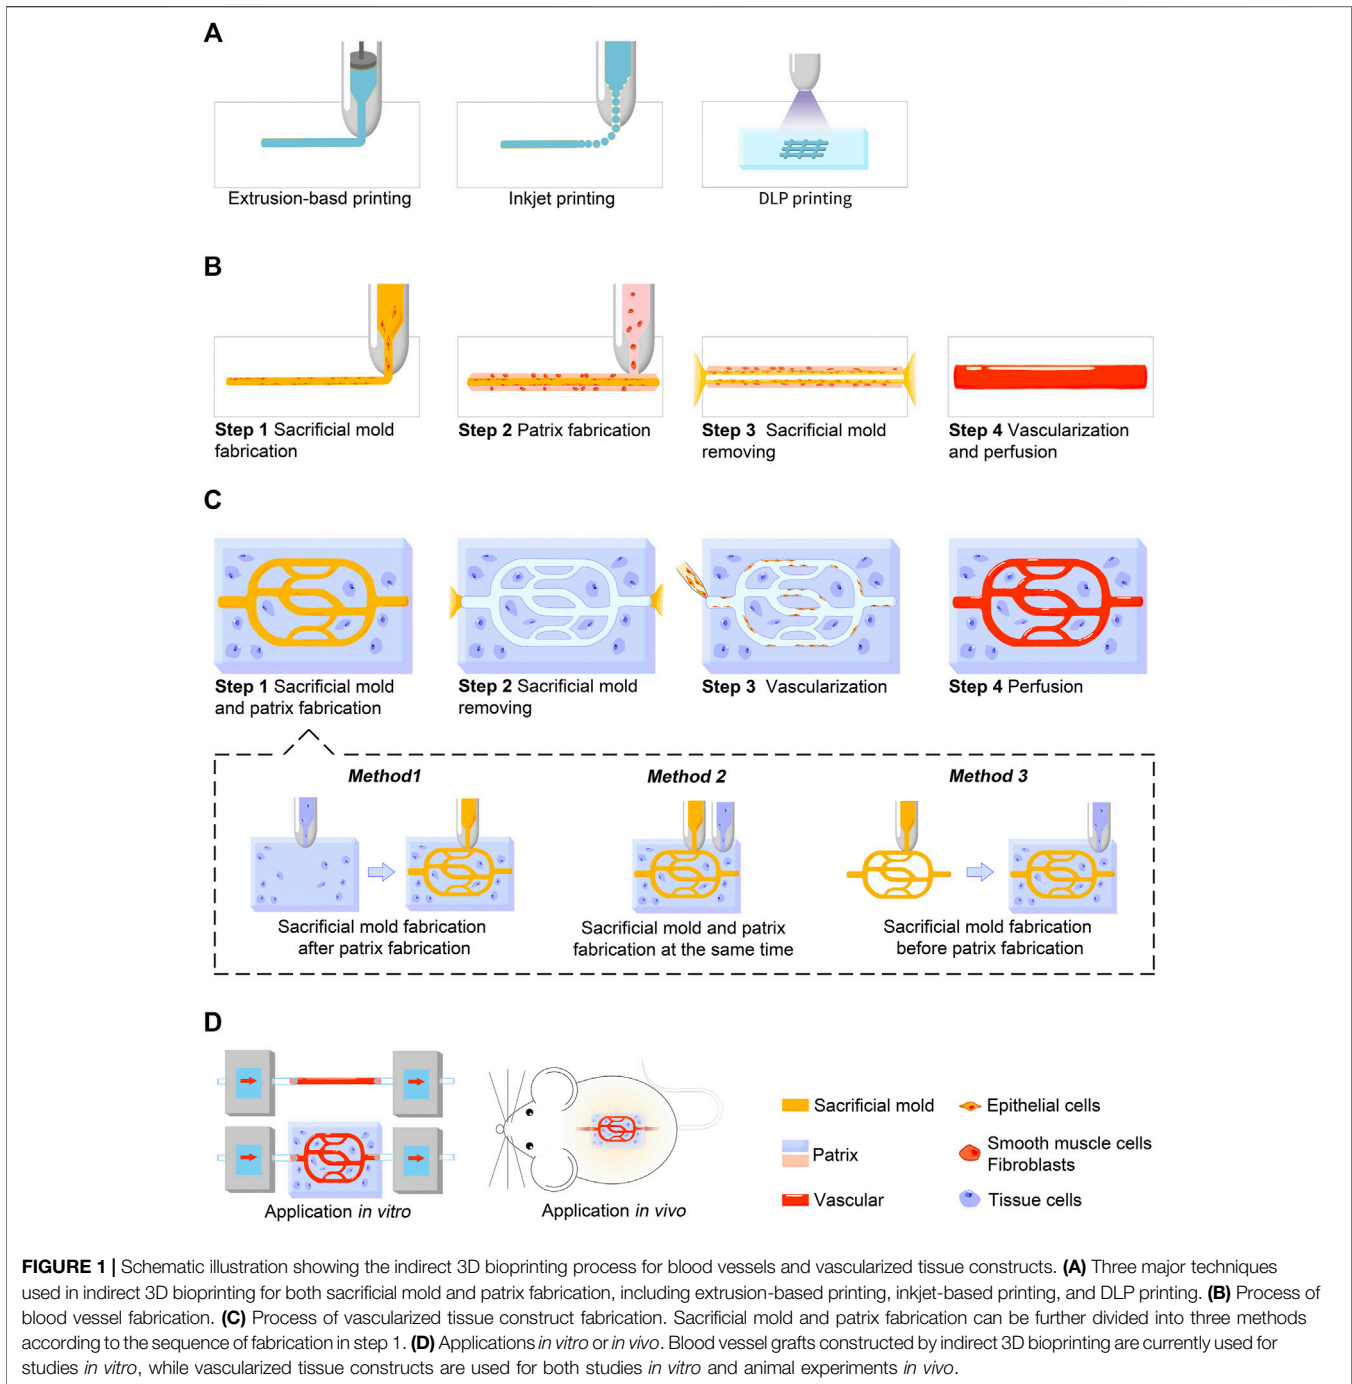 A
Extrusion-basd printing
Inkjet printing
DLP printing
B
Step 1 Sacrificial mold
fabrication
Step 2 Patrix fabrication
Step 3 Sacrificial mold
removing
Step 4 Vascularization
and perfusion
C
Step 1 Sacrificial mold
and patrix fabrication
Step 2 Sacrificial mold
removing
Step 3 Vascularization
Step 4 Perfusion
Method1
Method 2
Method 3
Sacrificial mold fabrication
after patrix fabrication
Sacrificial mold and patrix
fabrication at the same time
Sacrificial mold fabrication
before patrix fabrication
D
Application in vitro
Application in vivo
Sacrificial mold
Patrix
Vascular
Epithelial cells
Smooth muscle cells
Fibroblasts
Tissue cells
FIGURE 1 | Schematic illustration showing the indirect 3D bioprinting process for blood vessels and vascularized tissue constructs. (A) Three major techniques
used in indirect 3D bioprinting for both sacrificial mold and patrix fabrication, including extrusion-based printing, inkjet-based printing, and DLP printing. (B) Process of
blood vessel fabrication. (C) Process of vascularized tissue construct fabrication. Sacrificial mold and patrix fabrication can be further divided into three methods
according to the sequence of fabrication in step 1. (D) Applications in vitro or in vivo. Blood vessel grafts constructed by indirect 3D bioprinting are currently used for
studies in vitro, while vascularized tissue constructs are used for both studies in vitro and animal experiments in vivo.